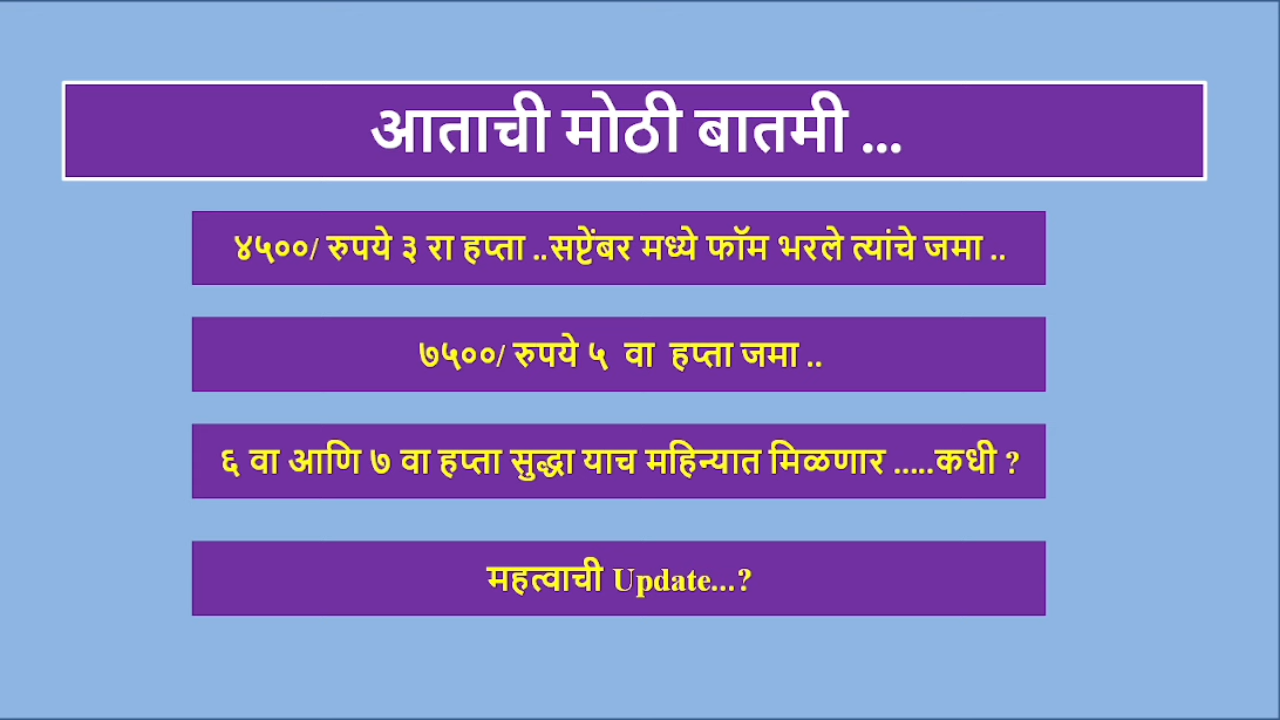 आताची मोठी बातमी ...
४५००/ रुपये ३ रा हप्ता ..सप्टेंबर मध्ये फॉम भरले त्यांचे जमा ..
७५००/ रुपये ५ वा हप्ता जमा ..
६ वा आणि ७ वा हप्ता सुद्धा याच महिन्यात मिळणार .....कधी ?
महत्वाची Update...?